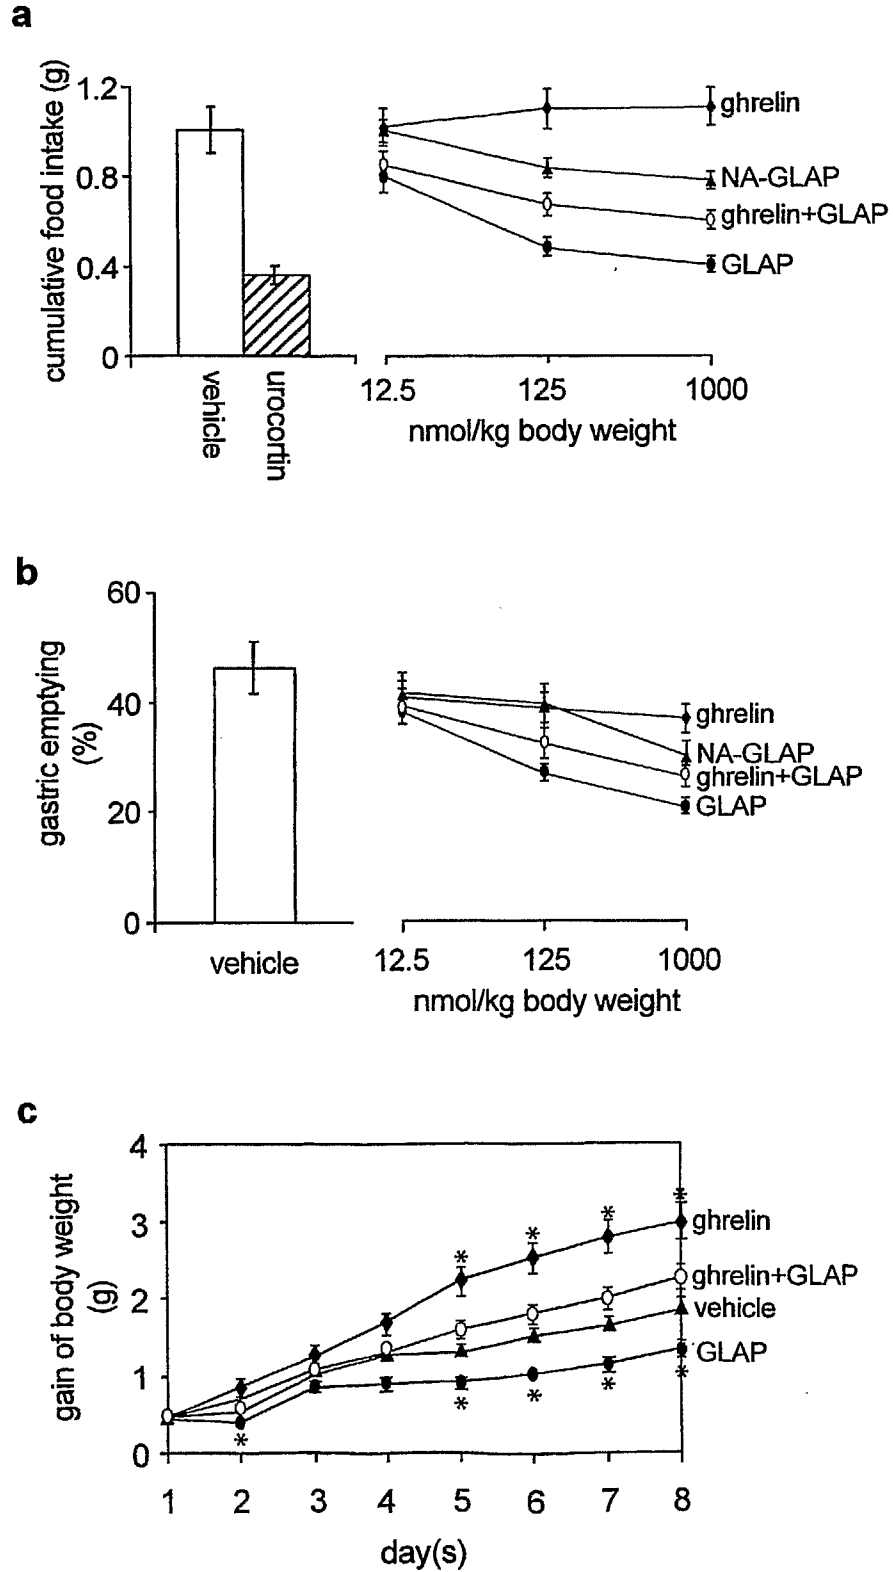 a
cumulative food intake (g)
1.2
0.8
0.4
0
vehicle
urocortin
ghrelin
NA-GLAP
ghrelin+GLAP
GLAP
12.5 125 1000
nmol/kg body weight
b
gastric emptying
(%)
60
40
20
0
vehicle
ghrelin
NA-GLAP
ghrelin+GLAP
GLAP
12.5 125 1000
nmol/kg body weight
c
gain of body weight
(g)
4
3
2
1
0
* * * * *
ghrelin
ghrelin+GLAP
vehicle
GLAP
* * * *
1 2 3 4 5 6 7 8
day(s)